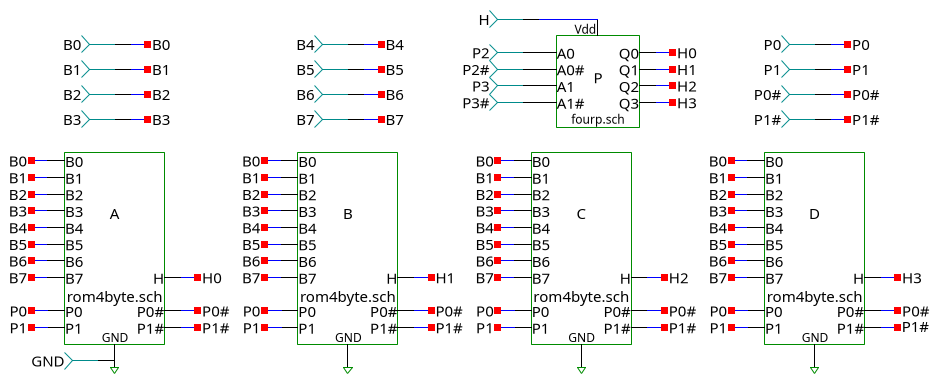 H
Vdd
B0 B0 B4 B4 P2 A0 Q0 H0 P0 P0
B1 B1 B5 B5 P2# A0# Q1 H1 P1 P1
P
B2 B2 B6 B6 P3 A1 Q2 H2 P0# P0#
B3 B3 B7 B7 P3# A1# Q3 H3 P1# P1#
fourp.sch
B0 B0 B0 B0 B0 B0 B0 B0
B1 B1 B1 B1 B1 B1 B1 B1
B2 B2 B2 B2 B2 B2 B2 B2
B3 B3 B3 B3 B3 B3 B3 B3
A B C D
B4 B4 B4 B4 B4 B4 B4 B4
B5 B5 B5 B5 B5 B5 B5 B5
B6 B6 B6 B6 B6 B6 B6 B6
B7 B7 H H0 B7 B7 H H1 B7 B7 H H2 B7 B7 H H3
rom4byte.sch rom4byte.sch rom4byte.sch rom4byte.sch
P0 P0 P0# P0# P0 P0 P0# P0# P0 P0 P0# P0# P0 P0 P0# P0#
P1 P1 P1# P1# P1 P1 P1# P1# P1 P1 P1# P1# P1 P1 P1# P1#
GND GND GND GND
GND